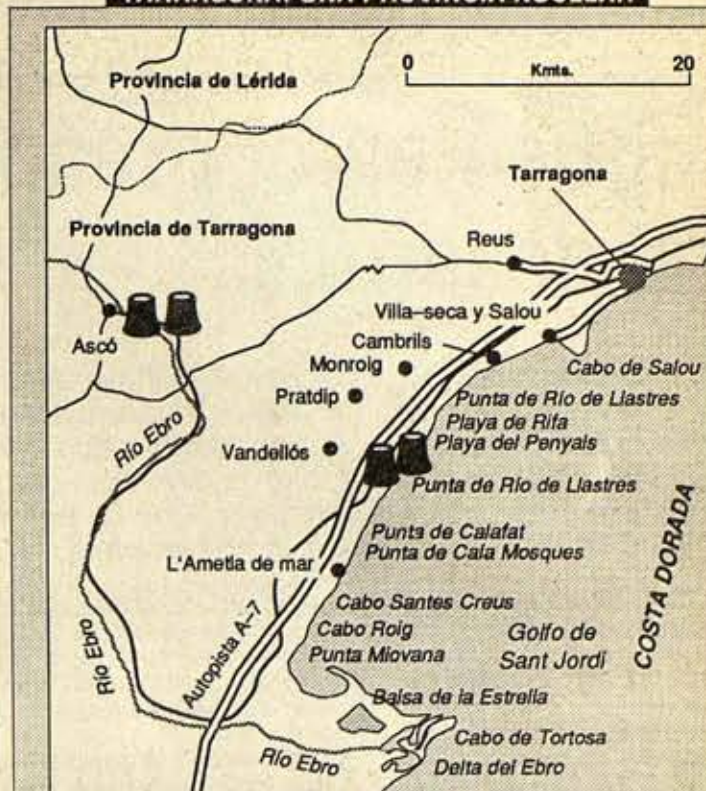 TARRAGONA: UNA PROVINCIA NUCLEAR
Provincia de Lérida
0 20
Kmts.
Tarragona
Provincia de Tarragona
Reus
Villa-seca y Salou
Ascó
Cambrils
Monroig
Cabo de Salou
Pratdip
Punta de Río de Llastres
Playa de Rifa
Río Ebro
Playa del Penyals
Vandellós
Punta de Río de Llastres
Punta de Calafat
L'Ametla de mar
Punta de Cala Mosques
COSTA DORADA
Cabo Santes Creus
Autopista A-7
Río Ebro
Cabo Roig
Golfo de
Punta Miovana
Sant Jordi
Balsa de la Estrella
Cabo de Tortosa
Río Ebro
Delta del Ebro